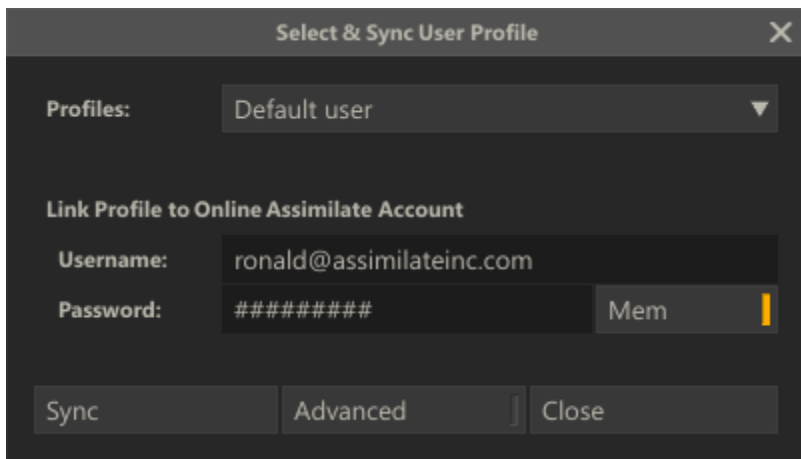 Select & Sync User Profile
Profiles: Default user
Link Profile to Online Assimilate Account
Username: ronald@assimilateinc.com
Password: ######### Mem
Sync Advanced Close